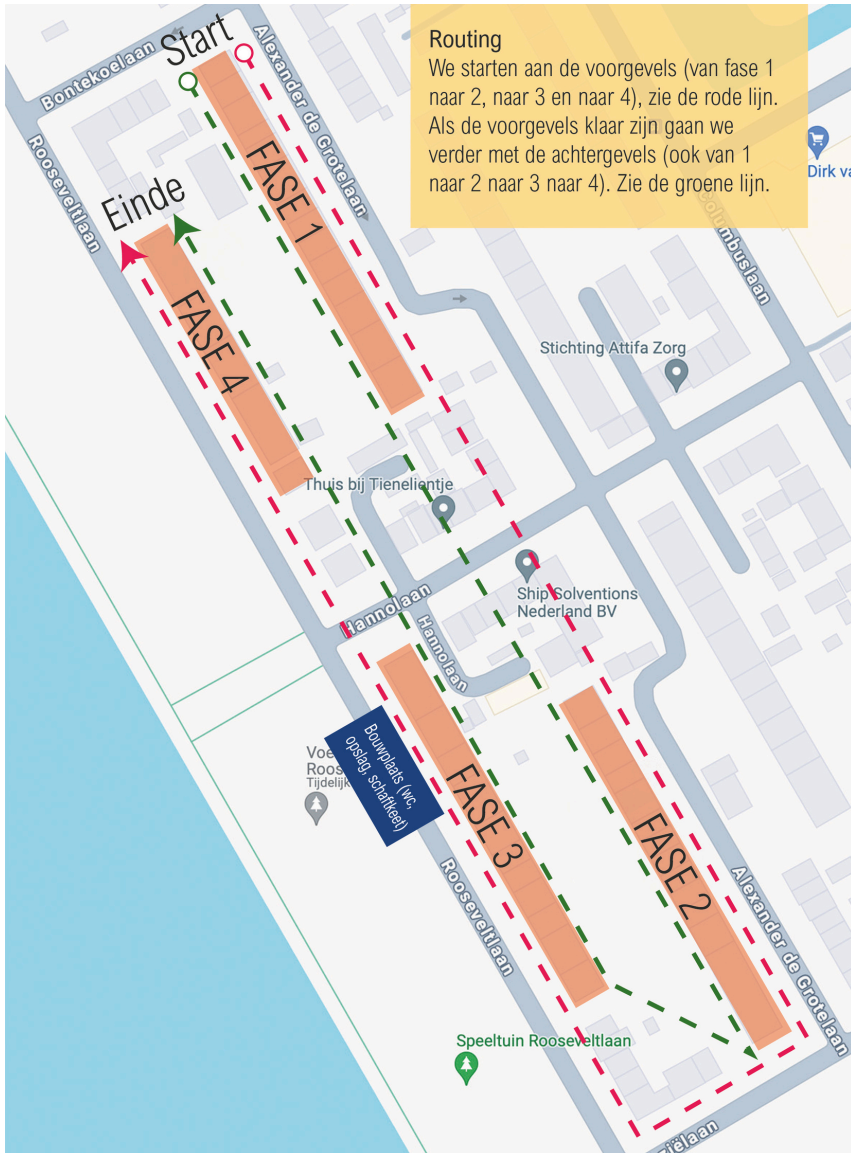 Routing
We starten aan de voorgevels (van fase 1
naar 2, naar 3 en naar 4), zie de rode lijn.
Als de voorgevels klaar zijn gaan we
verder met de achtergevels (ook van 1
naar 2 naar 3 naar 4). Zie de groene lijn.
Start
Bontekoelaan
Alexander de Grotelaan
Rooseveltlaan
Dirk va
Einde
FASE 1
Columbuslaan
FASE 4
Stichting Attifa Zorg
Thuis bij Tienelientje
Ship Solventions
Nederland BV
Hannolaan
Hannolaan
Bouwplaats (wc,
opslag, schaftkeet)
Voe
Roos
Tijdelijk
FASE 3
FASE 2
Rooseveltlaan
Alexander de Grotelaan
Speeltuin Rooseveltlaan
iëlaan